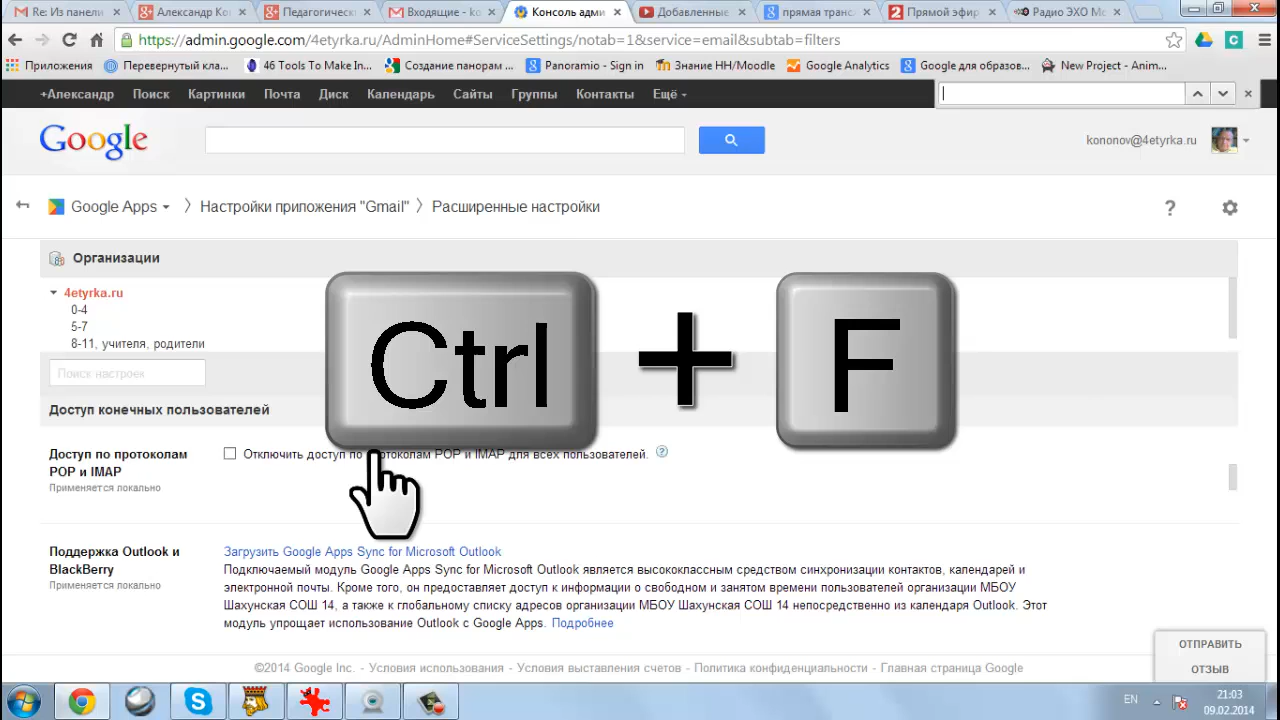 Re: Из панели
Александр Кон
Педагогическ
Входящие - ko
Консоль адми
Добавленные
прямая транс
Прямой эфир
Радио ЭХО Мо
https://admin.google.com/4etyrka.ru/AdminHome#ServiceSettings/notab=1&service=email&subtab=filters
Приложения Перевернутый кла... 46 Tools To Make In... Создание панорам ... Panoramio - Sign in Знание НН/Moodle Google Analytics Google для образов... New Project - Anim...
+Александр Поиск Картинки Почта Диск Календарь Сайты Группы Контакты Ещё
Google
kononov@4etyrka.ru
Google Apps Настройки приложения "Gmail" Расширенные настройки
Организации
4etyrka.ru
0-4
5-7
8-11, учителя, родители
Поиск настроек
Ctrl + F
Доступ конечных пользователей
Доступ по протоколам
POP и IMAP
Применяется локально
Отключить доступ по протоколам POP и IMAP для всех пользователей.
Поддержка Outlook и
BlackBerry
Применяется локально
Загрузить Google Apps Sync for Microsoft Outlook
Подключаемый модуль Google Apps Sync for Microsoft Outlook является высококлассным средством синхронизации контактов, календарей и
электронной почты. Кроме того, он предоставляет доступ к информации о свободном и занятом времени пользователей организации МБОУ
Шахунская СОШ 14, а также к глобальному списку адресов организации МБОУ Шахунская СОШ 14 непосредственно из календаря Outlook. Этот
модуль упрощает использование Outlook с Google Apps. Подробнее
ОТПРАВИТЬ
ОТЗЫВ
©2014 Google Inc. - Условия использования - Условия выставления счетов - Политика конфиденциальности - Главная страница Google
EN
21:03
09.02.2014